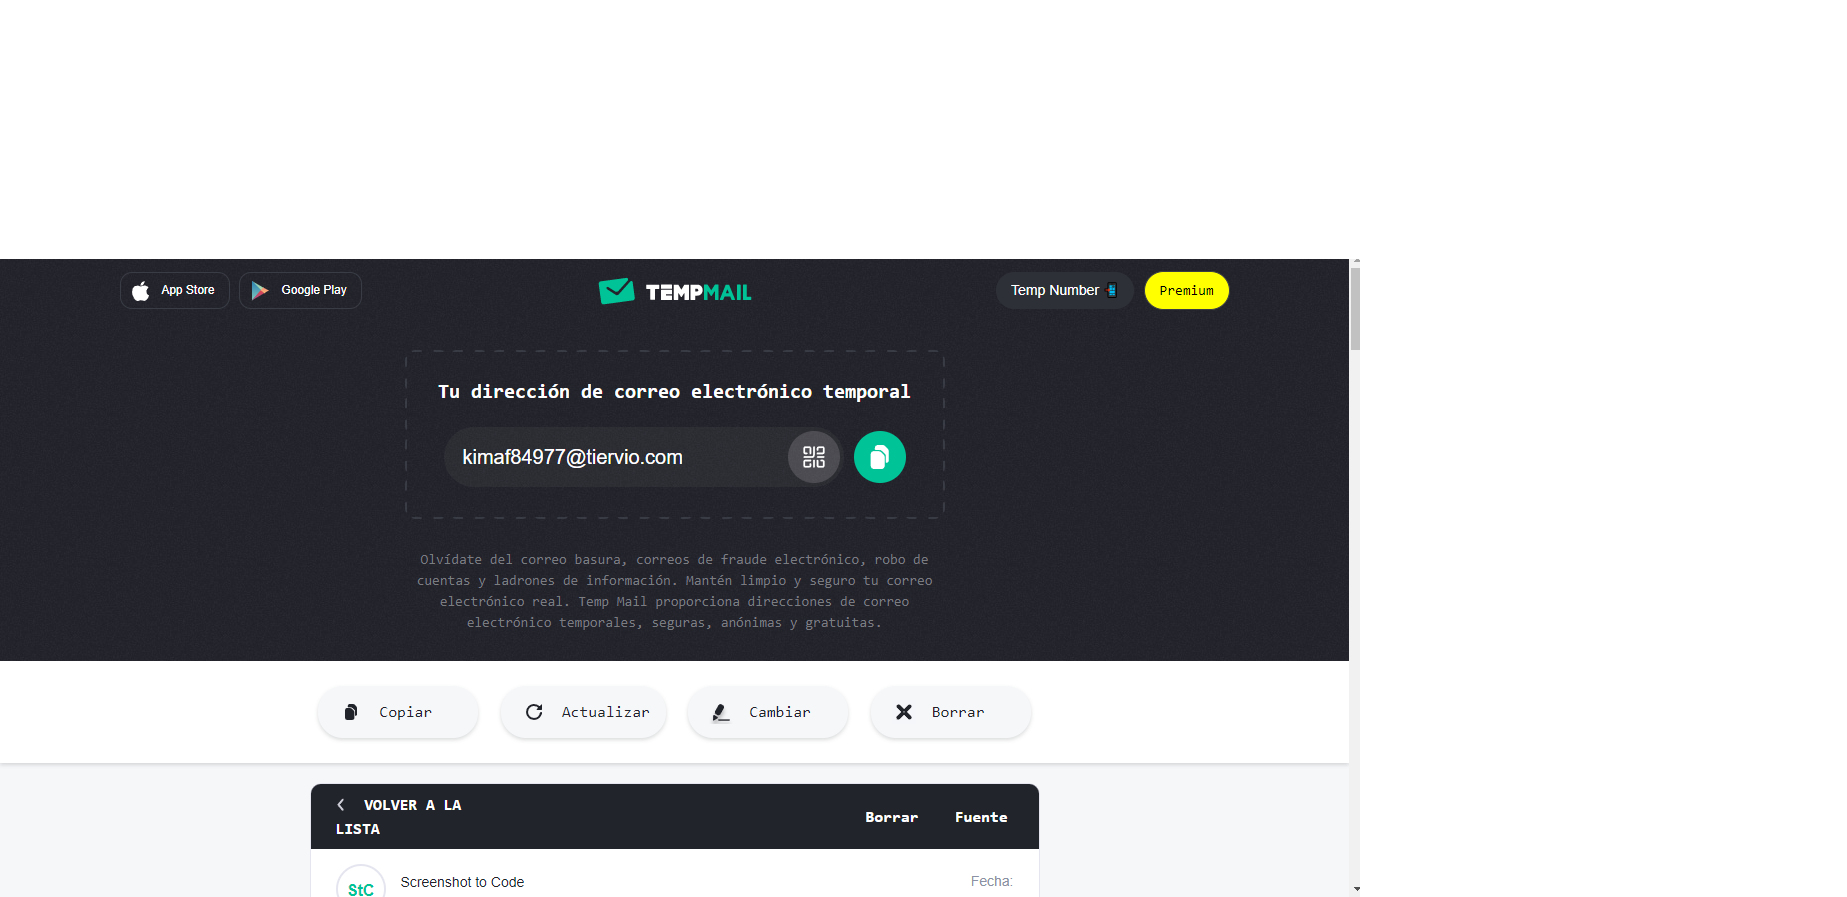 App Store
Google Play
TEMPMAIL
Temp Number
Premium
Tu dirección de correo electrónico temporal
kimaf84977@tiervio.com
Olvídate del correo basura, correos de fraude electrónico, robo de
cuentas y ladrones de información. Mantén limpio y seguro tu correo
electrónico real. Temp Mail proporciona direcciones de correo
electrónico temporales, seguras, anónimas y gratuitas.
Copiar
Actualizar
Cambiar
Borrar
VOLVER A LA
LISTA
Borrar
Fuente
StC
Screenshot to Code
Fecha: